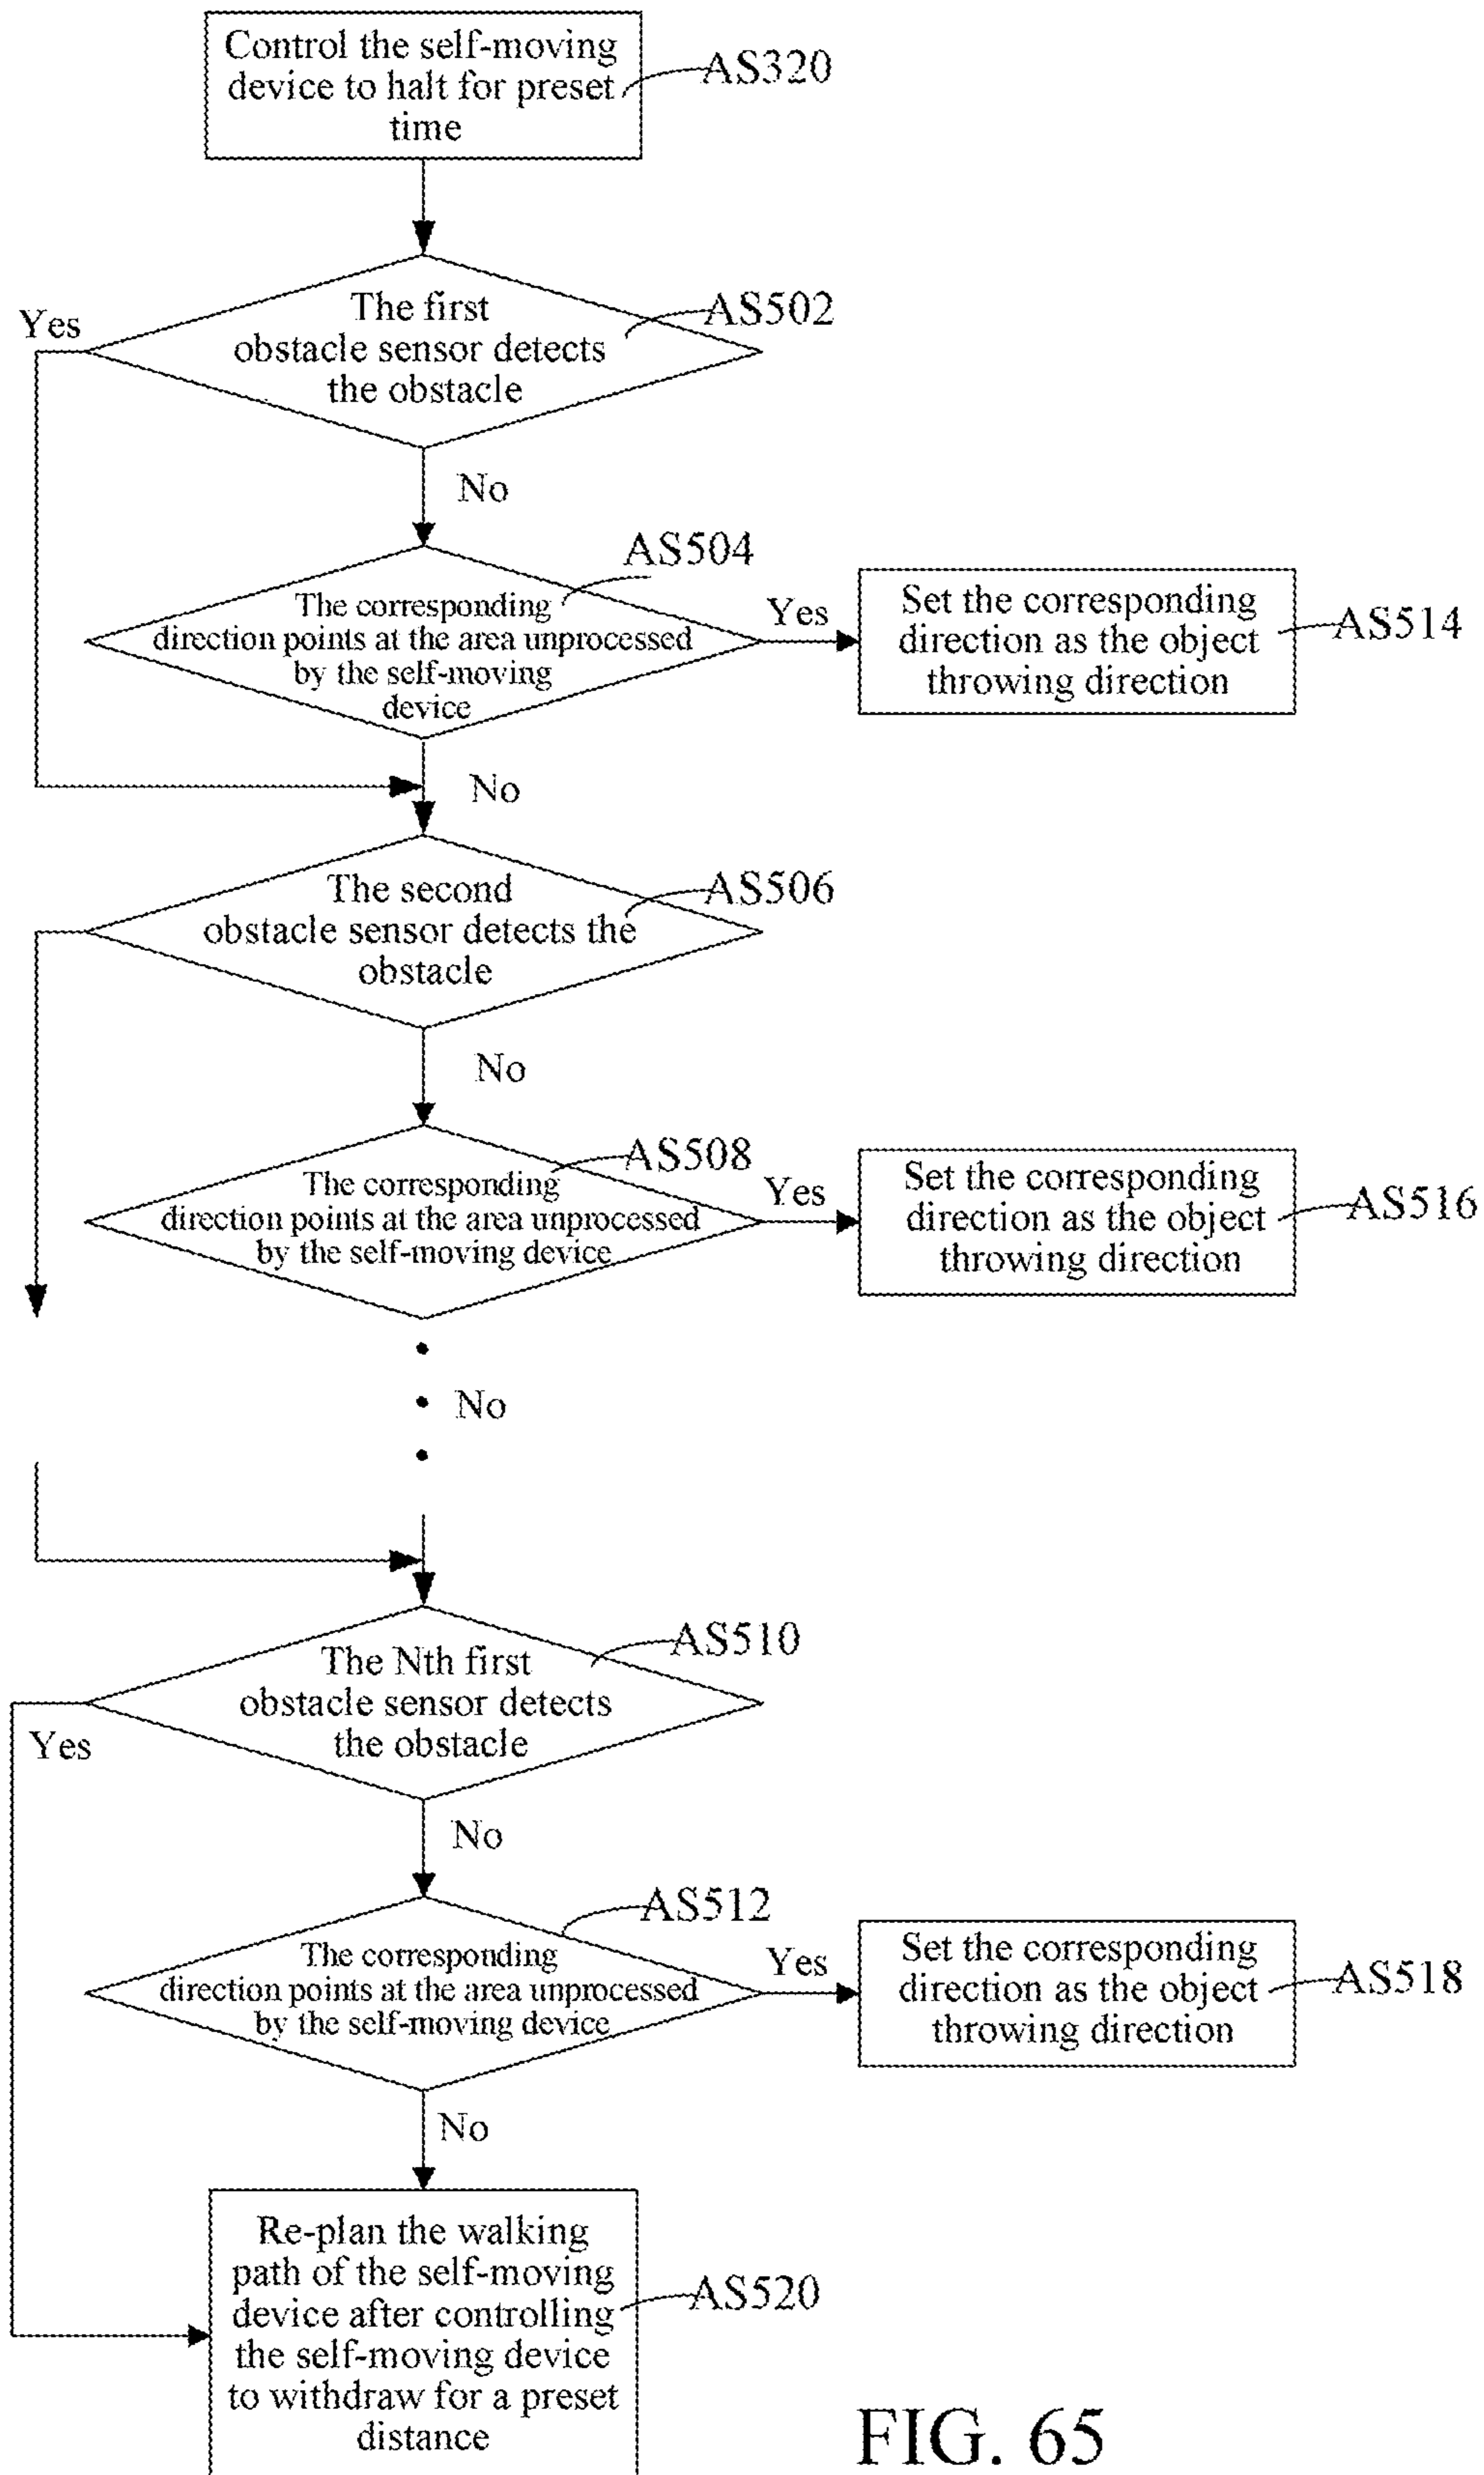 Control the self-moving
device to halt for preset
time
AS320
The first
obstacle sensor detects
the obstacle
AS502
Yes
No
AS504
The corresponding
direction points at the area unprocessed
by the self-moving
device
Yes
Set the corresponding
direction as the object
throwing direction
AS514
No
The second
obstacle sensor detects the
obstacle
AS506
No
AS508
The corresponding
direction points at the area unprocessed
by the self-moving device
Yes
Set the corresponding
direction as the object
throwing direction
AS516
No
AS510
The Nth first
obstacle sensor detects
the obstacle
Yes
No
AS512
The corresponding
direction points at the area unprocessed
by the self-moving device
Yes
Set the corresponding
direction as the object
throwing direction
AS518
No
Re-plan the walking
path of the self-moving
device after controlling
the self-moving device
to withdraw for a preset
distance
AS520
FIG. 65